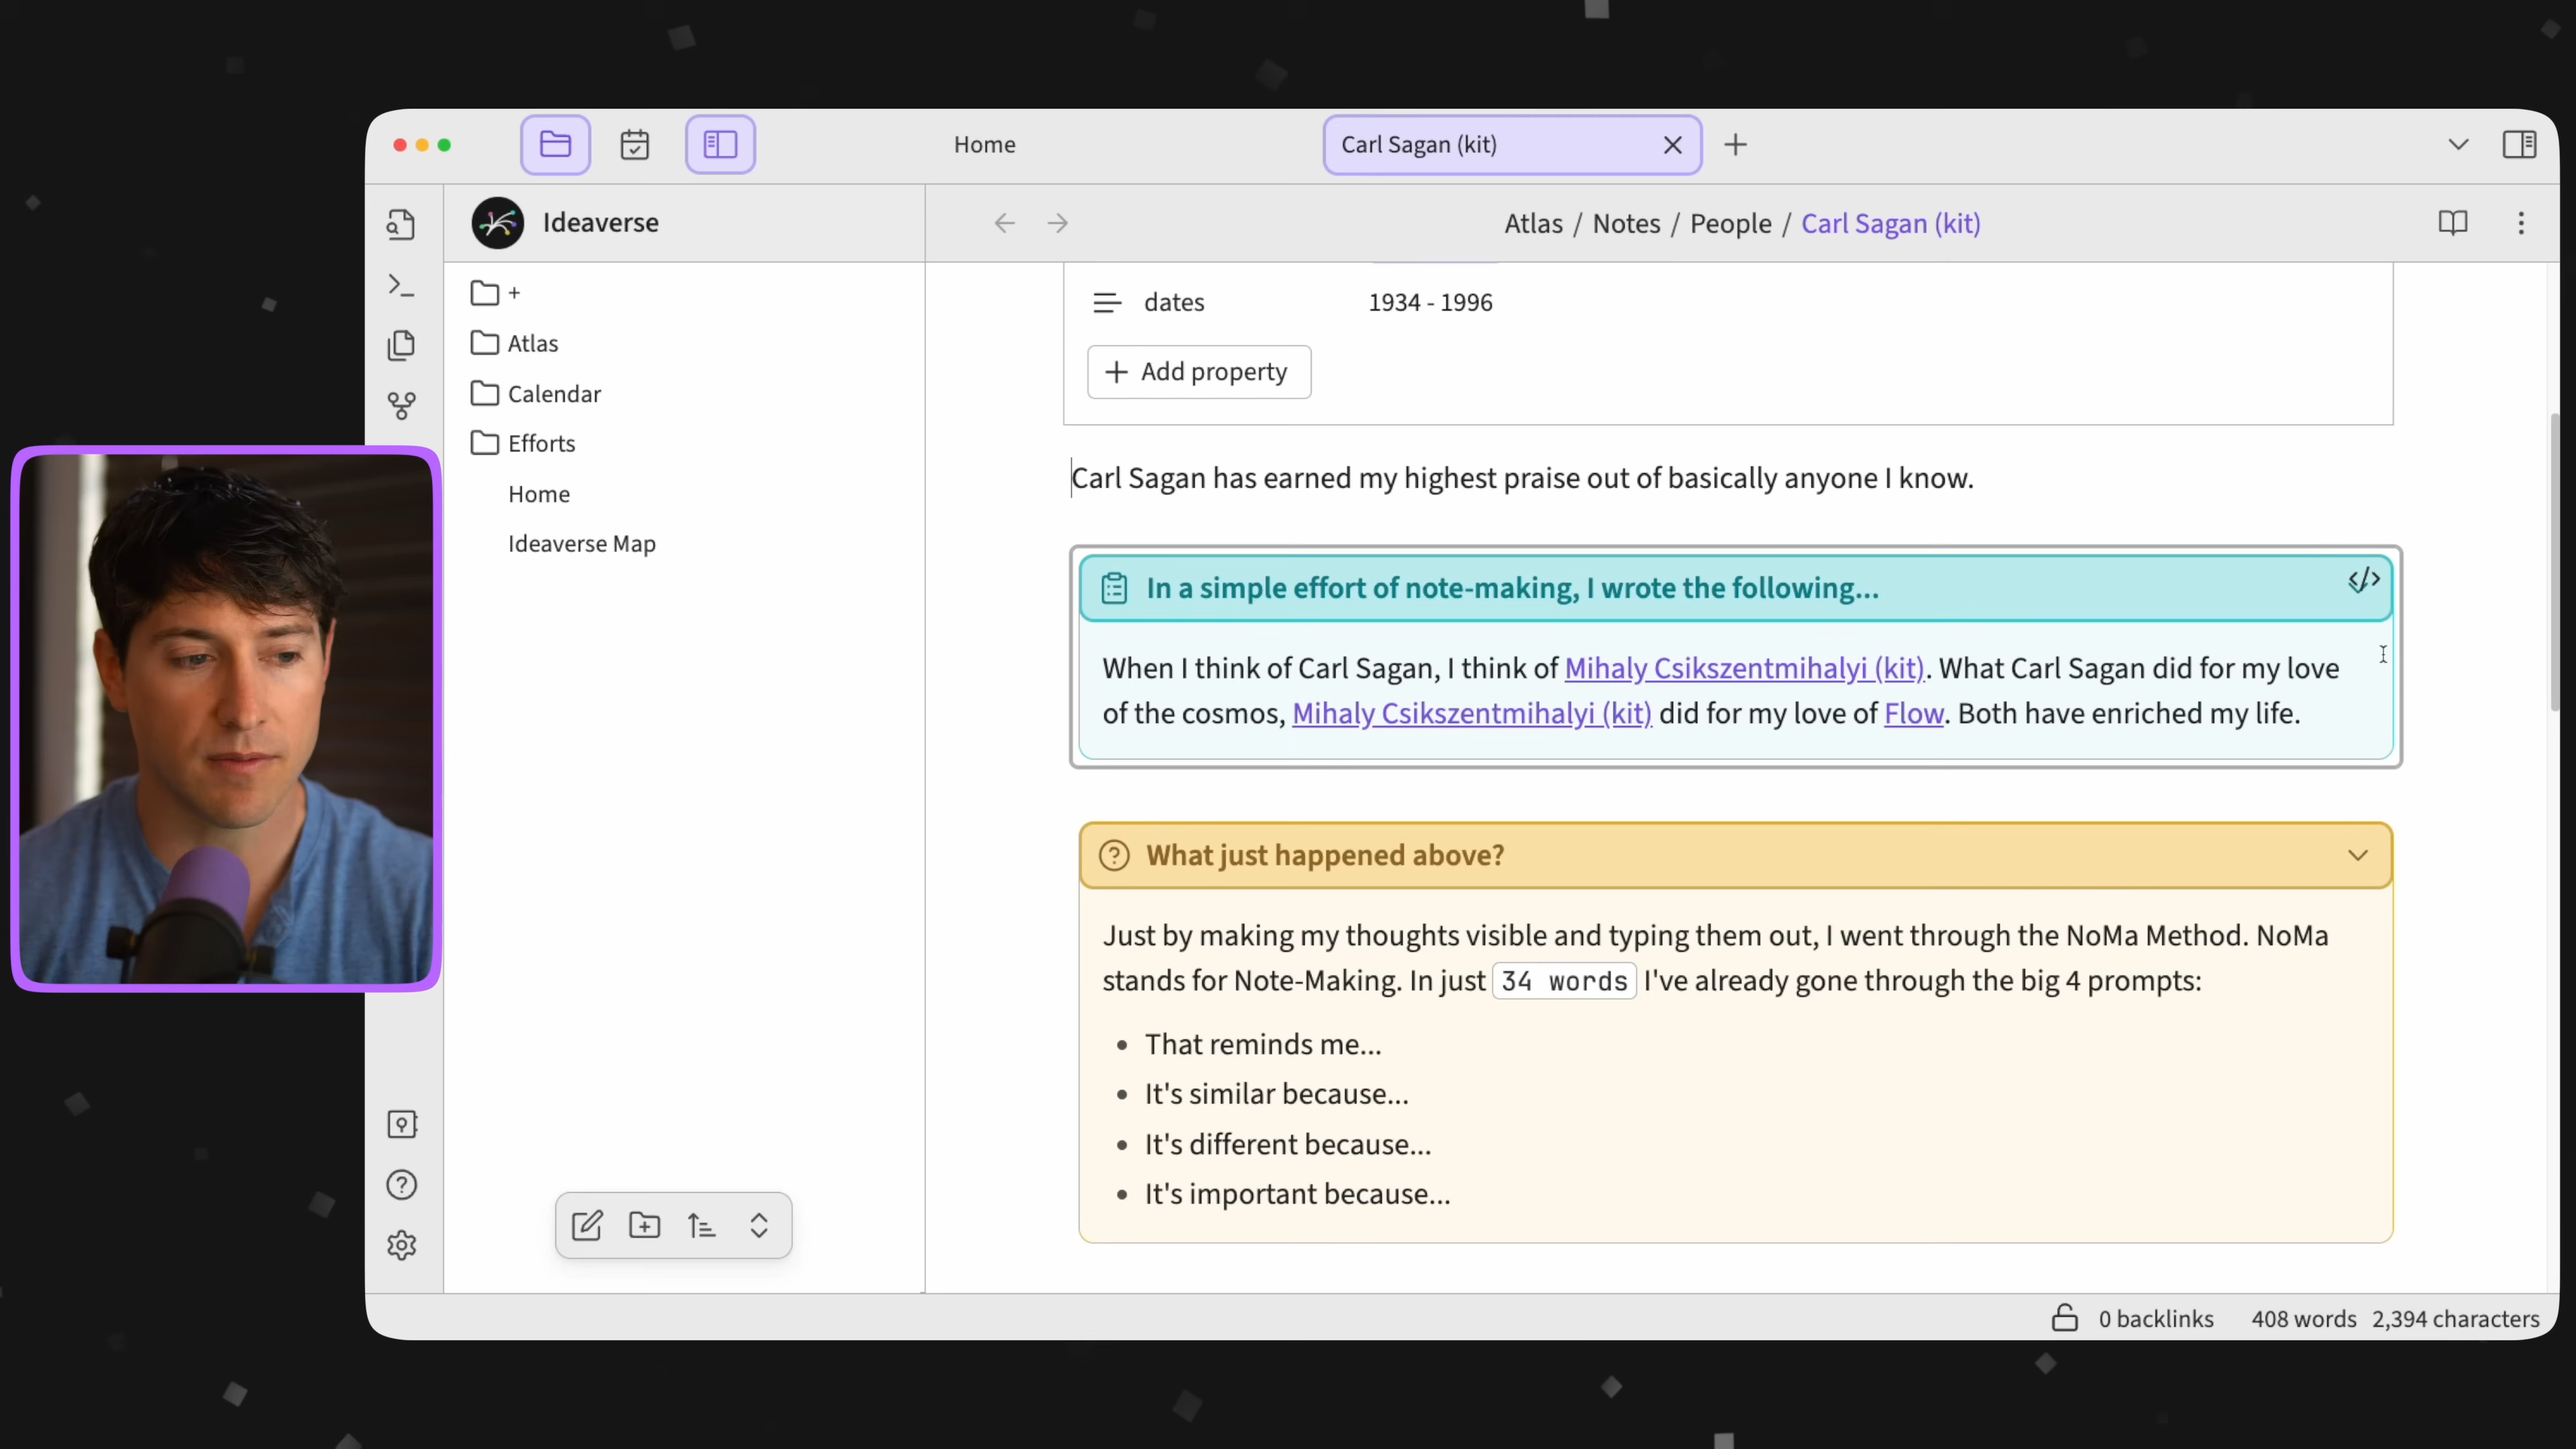 Home
Carl Sagan (kit)
Ideaverse
Atlas / Notes / People / Carl Sagan (kit)
+
Atlas
Calendar
Efforts
Home
Ideaverse Map
dates 1934 - 1996
+ Add property
Carl Sagan has earned my highest praise out of basically anyone I know.
In a simple effort of note-making, I wrote the following...
When I think of Carl Sagan, I think of Mihaly Csikszentmihalyi (kit). What Carl Sagan did for my love
of the cosmos, Mihaly Csikszentmihalyi (kit) did for my love of Flow. Both have enriched my life.
What just happened above?
Just by making my thoughts visible and typing them out, I went through the NoMa Method. NoMa
stands for Note-Making. In just 34 words I've already gone through the big 4 prompts:
• That reminds me...
• It's similar because...
• It's different because...
• It's important because...
0 backlinks 408 words 2,394 characters